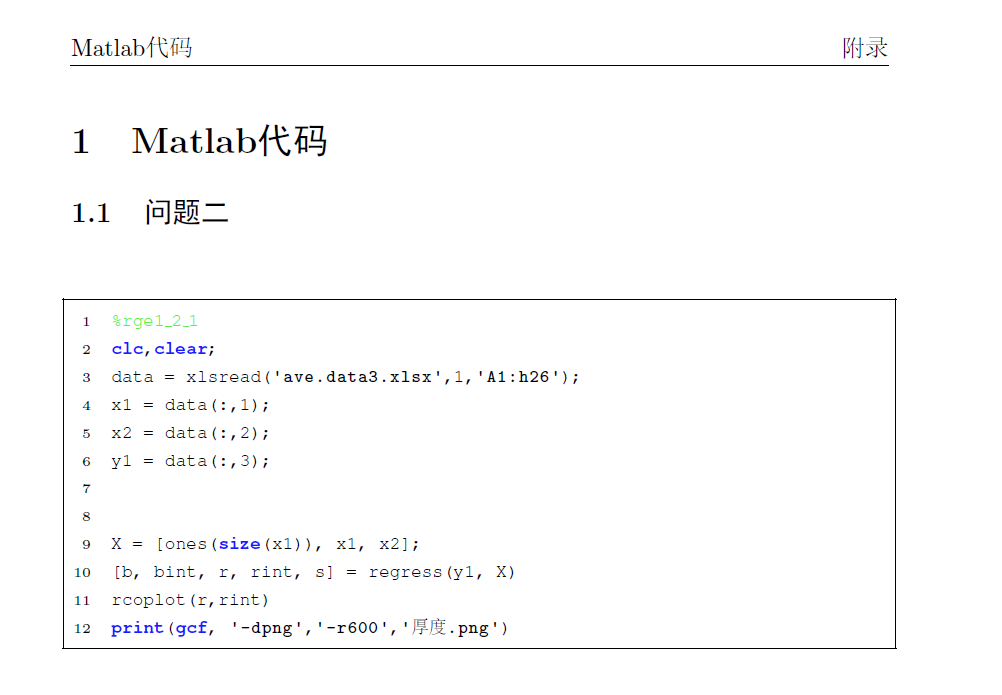 Matlab代码 附录
1 Matlab代码
1.1 问题二
1 %rge1_2_1
2 clc,clear;
3 data = xlsread('ave.data3.xlsx',1,'A1:h26');
4 x1 = data(:,1);
5 x2 = data(:,2);
6 y1 = data(:,3);
7
8
9 X = [ones(size(x1)), x1, x2];
10 [b, bint, r, rint, s] = regress(y1, X)
11 rcoplot(r,rint)
12 print(gcf, '-dpng','-r600','厚度.png')